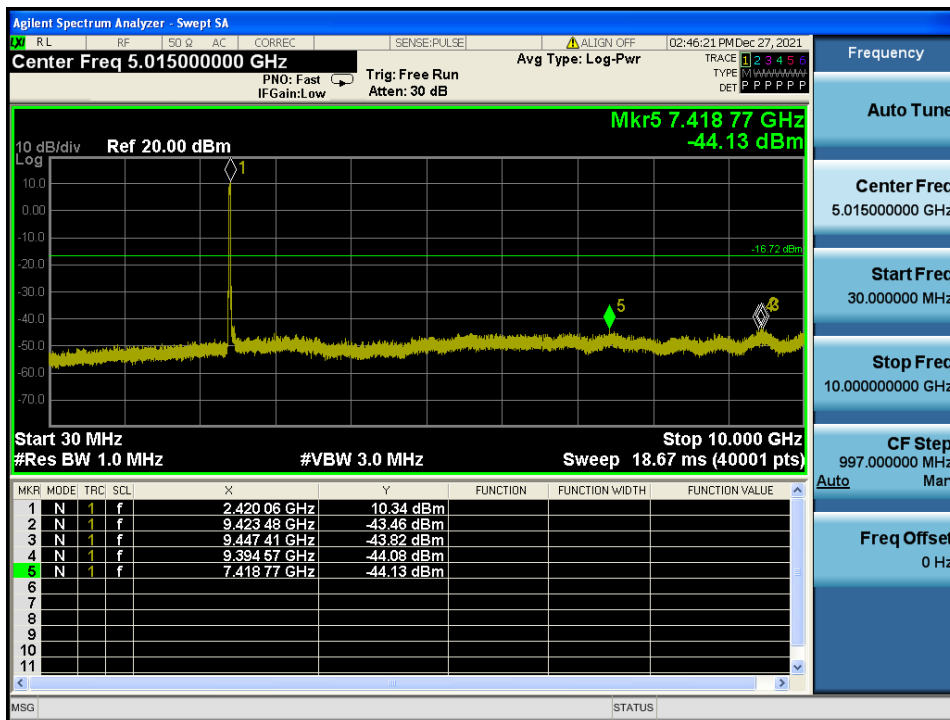 Agilent Spectrum Analyzer - Swept SA
LXI RL RF 50 Ω AC CORREC SENSE:PULSE ALIGN OFF 02:46:21 PM Dec 27, 2021
Center Freq 5.015000000 GHz
PNO: Fast
IFGain:Low
Trig: Free Run
Atten: 30 dB
Avg Type: Log-Pwr
TRACE 1 2 3 4 5 6
TYPE M W W W W W
DET P P P P P P
Mkr5 7.418 77 GHz
-44.13 dBm
10 dB/div Ref 20.00 dBm
Log
10.0
0.00
-10.0
-20.0
-30.0
-40.0
-50.0
-60.0
-70.0
1
-16.72 dBm
5
Start 30 MHz Stop 10.000 GHz
#Res BW 1.0 MHz #VBW 3.0 MHz Sweep 18.67 ms (40001 pts)
MKR MODE TRC SCL X Y FUNCTION FUNCTION WIDTH FUNCTION VALUE
1 N 1 f 2.420 06 GHz 10.34 dBm
2 N 1 f 9.423 48 GHz -43.46 dBm
3 N 1 f 9.447 41 GHz -43.82 dBm
4 N 1 f 9.394 57 GHz -44.08 dBm
5 N 1 f 7.418 77 GHz -44.13 dBm
6
7
8
9
10
11
MSG STATUS
Frequency
Auto Tune
Center Freq
5.015000000 GHz
Start Freq
30.000000 MHz
Stop Freq
10.000000000 GHz
CF Step
997.000000 MHz
Auto Man
Freq Offset
0 Hz